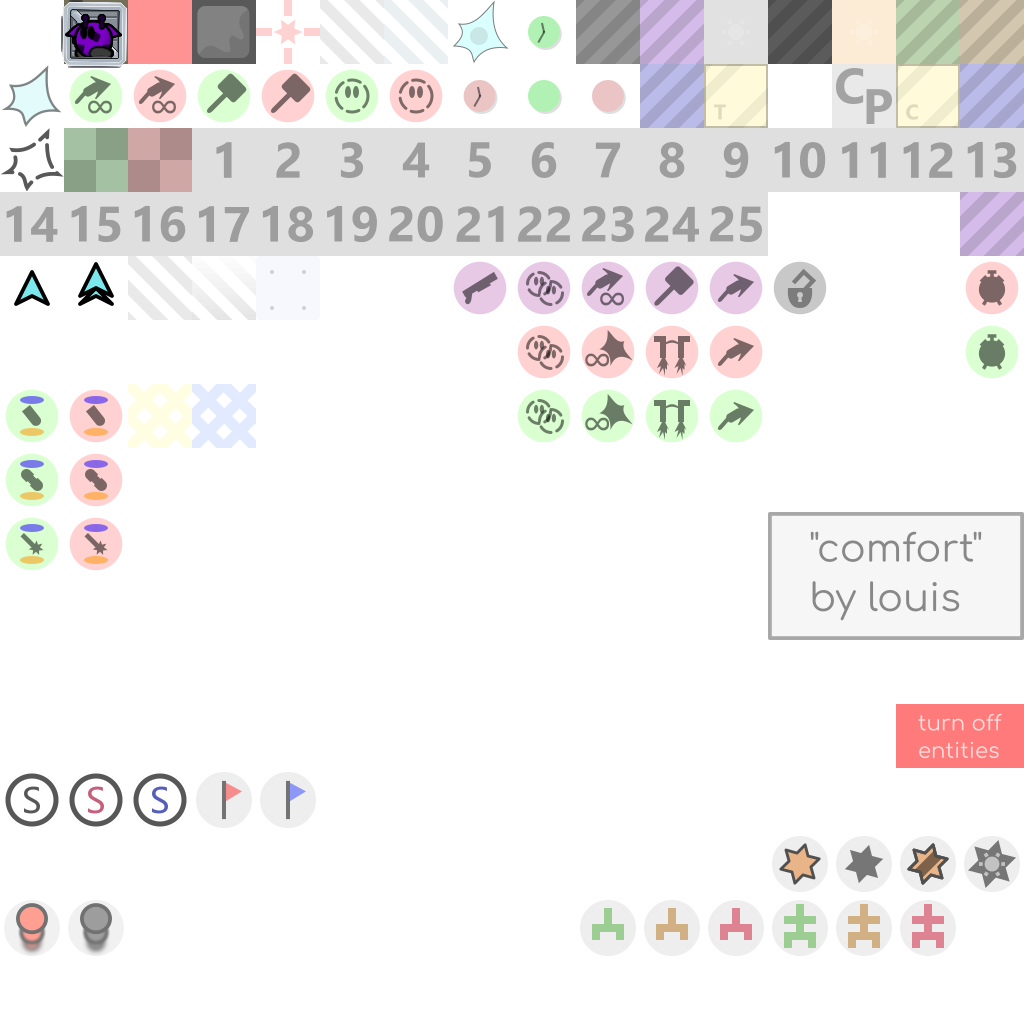 T
CP
C
1 2 3 4 5 6 7 8 9 10 11 12 13
14 15 16 17 18 19 20 21 22 23 24 25
"comfort"
by louis
turn off
entities
S S S